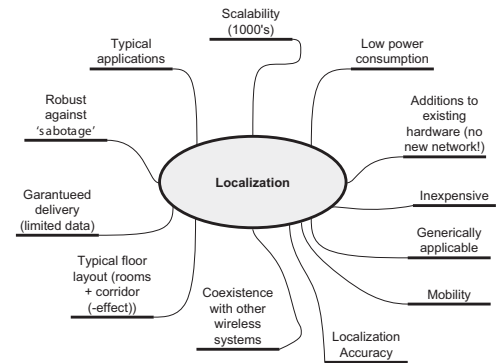 Scalability
(1000's)
Typical
applications
Low power
consumption
Robust
against
'sabotage'
Additions to
existing
hardware (no
new network!)
Localization
Inexpensive
Garantueed
delivery
(limited data)
Generically
applicable
Typical floor
layout (rooms
+ corridor
(-effect))
Coexistence
with other
wireless
systems
Mobility
Localization
Accuracy